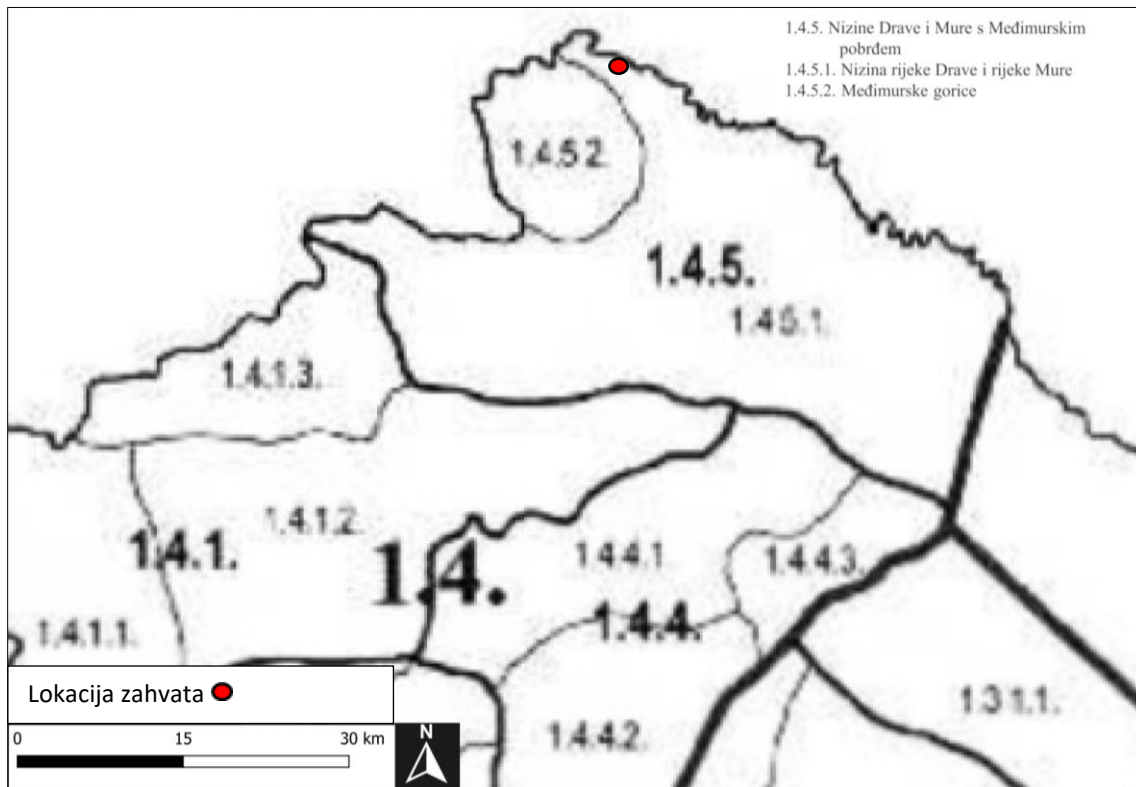 1.4.5. Nizine Drave i Mure s Međimurskim
pobrđem
1.4.5.1. Nizina rijeke Drave i rijeke Mure
1.4.5.2. Međimurske gorice
1.4.5 2.
1.4.5.
1.4 5.1.
1.4.1.3.
1.4.1.2.
1.4.1.
1.4.
1.4 4.1
1.4 4.3.
1.4.4.
1.4.1.1.
1.3 1.1.
1.4.4.2.
Lokacija zahvata
0 15 30 km
N